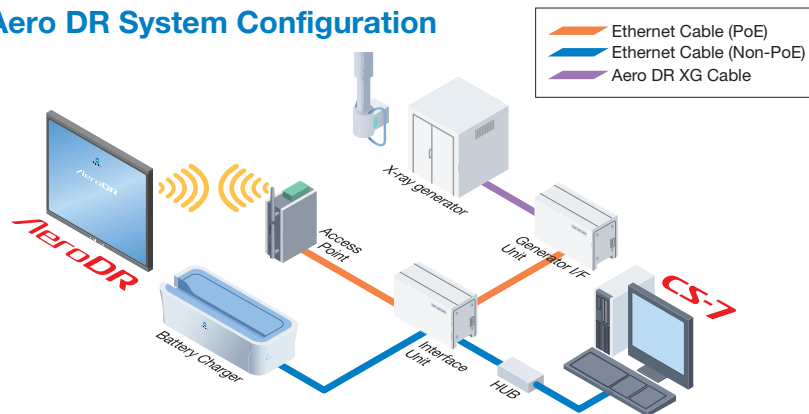 Aero DR System Configuration
Ethernet Cable (PoE)
Ethernet Cable (Non-PoE)
Aero DR XG Cable
AeroDR
AeroDR
X-ray generator
Access
Point
Generator I/F
Unit
CS-7
Battery Charger
Interface
Unit
HUB